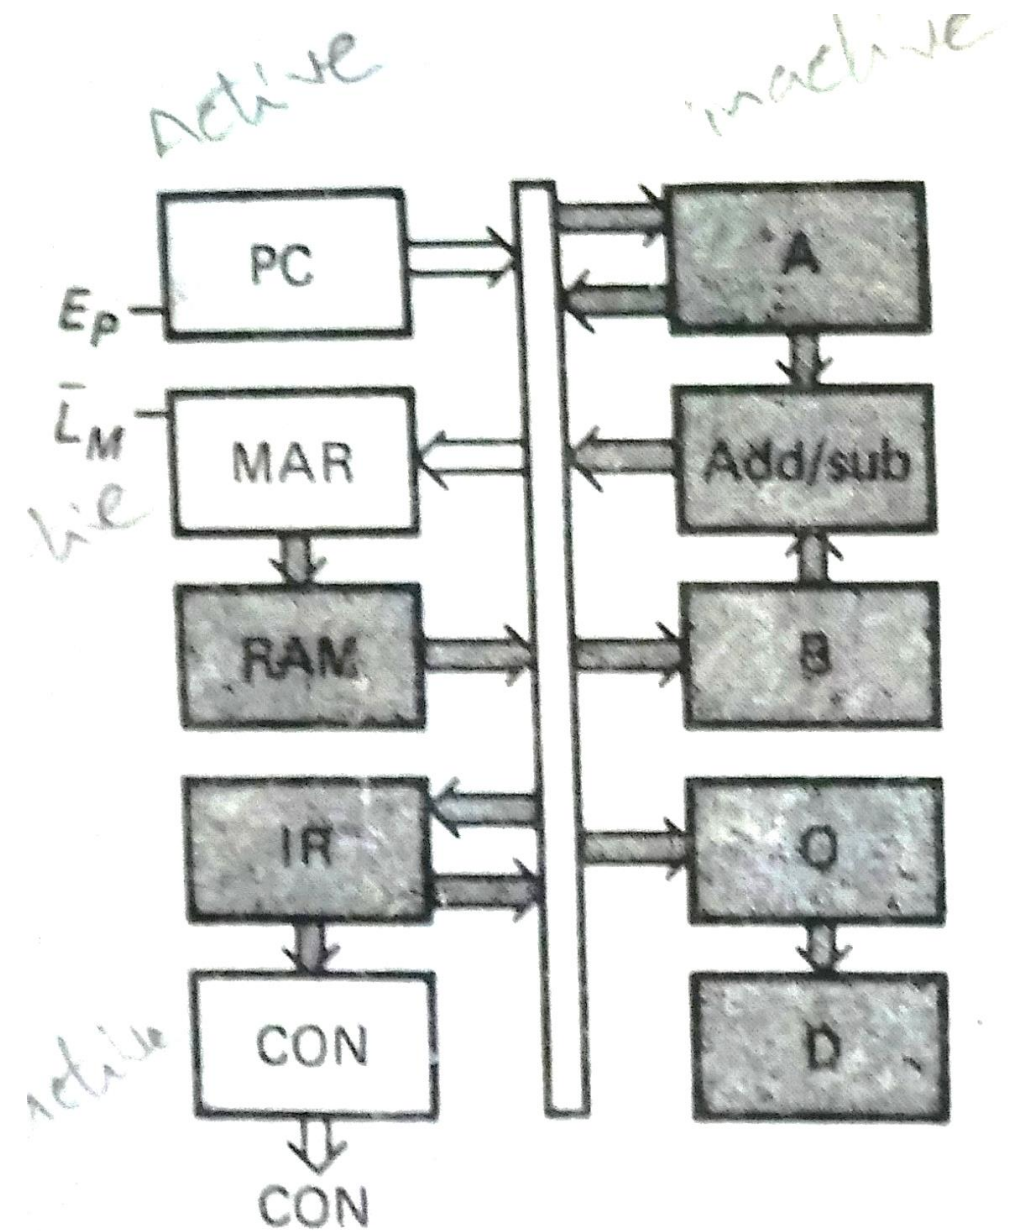 Active
inactive
PC
A
E_P
L̄_M
MAR
Add/sub
RAM
B
IR
O
CON
D
CON